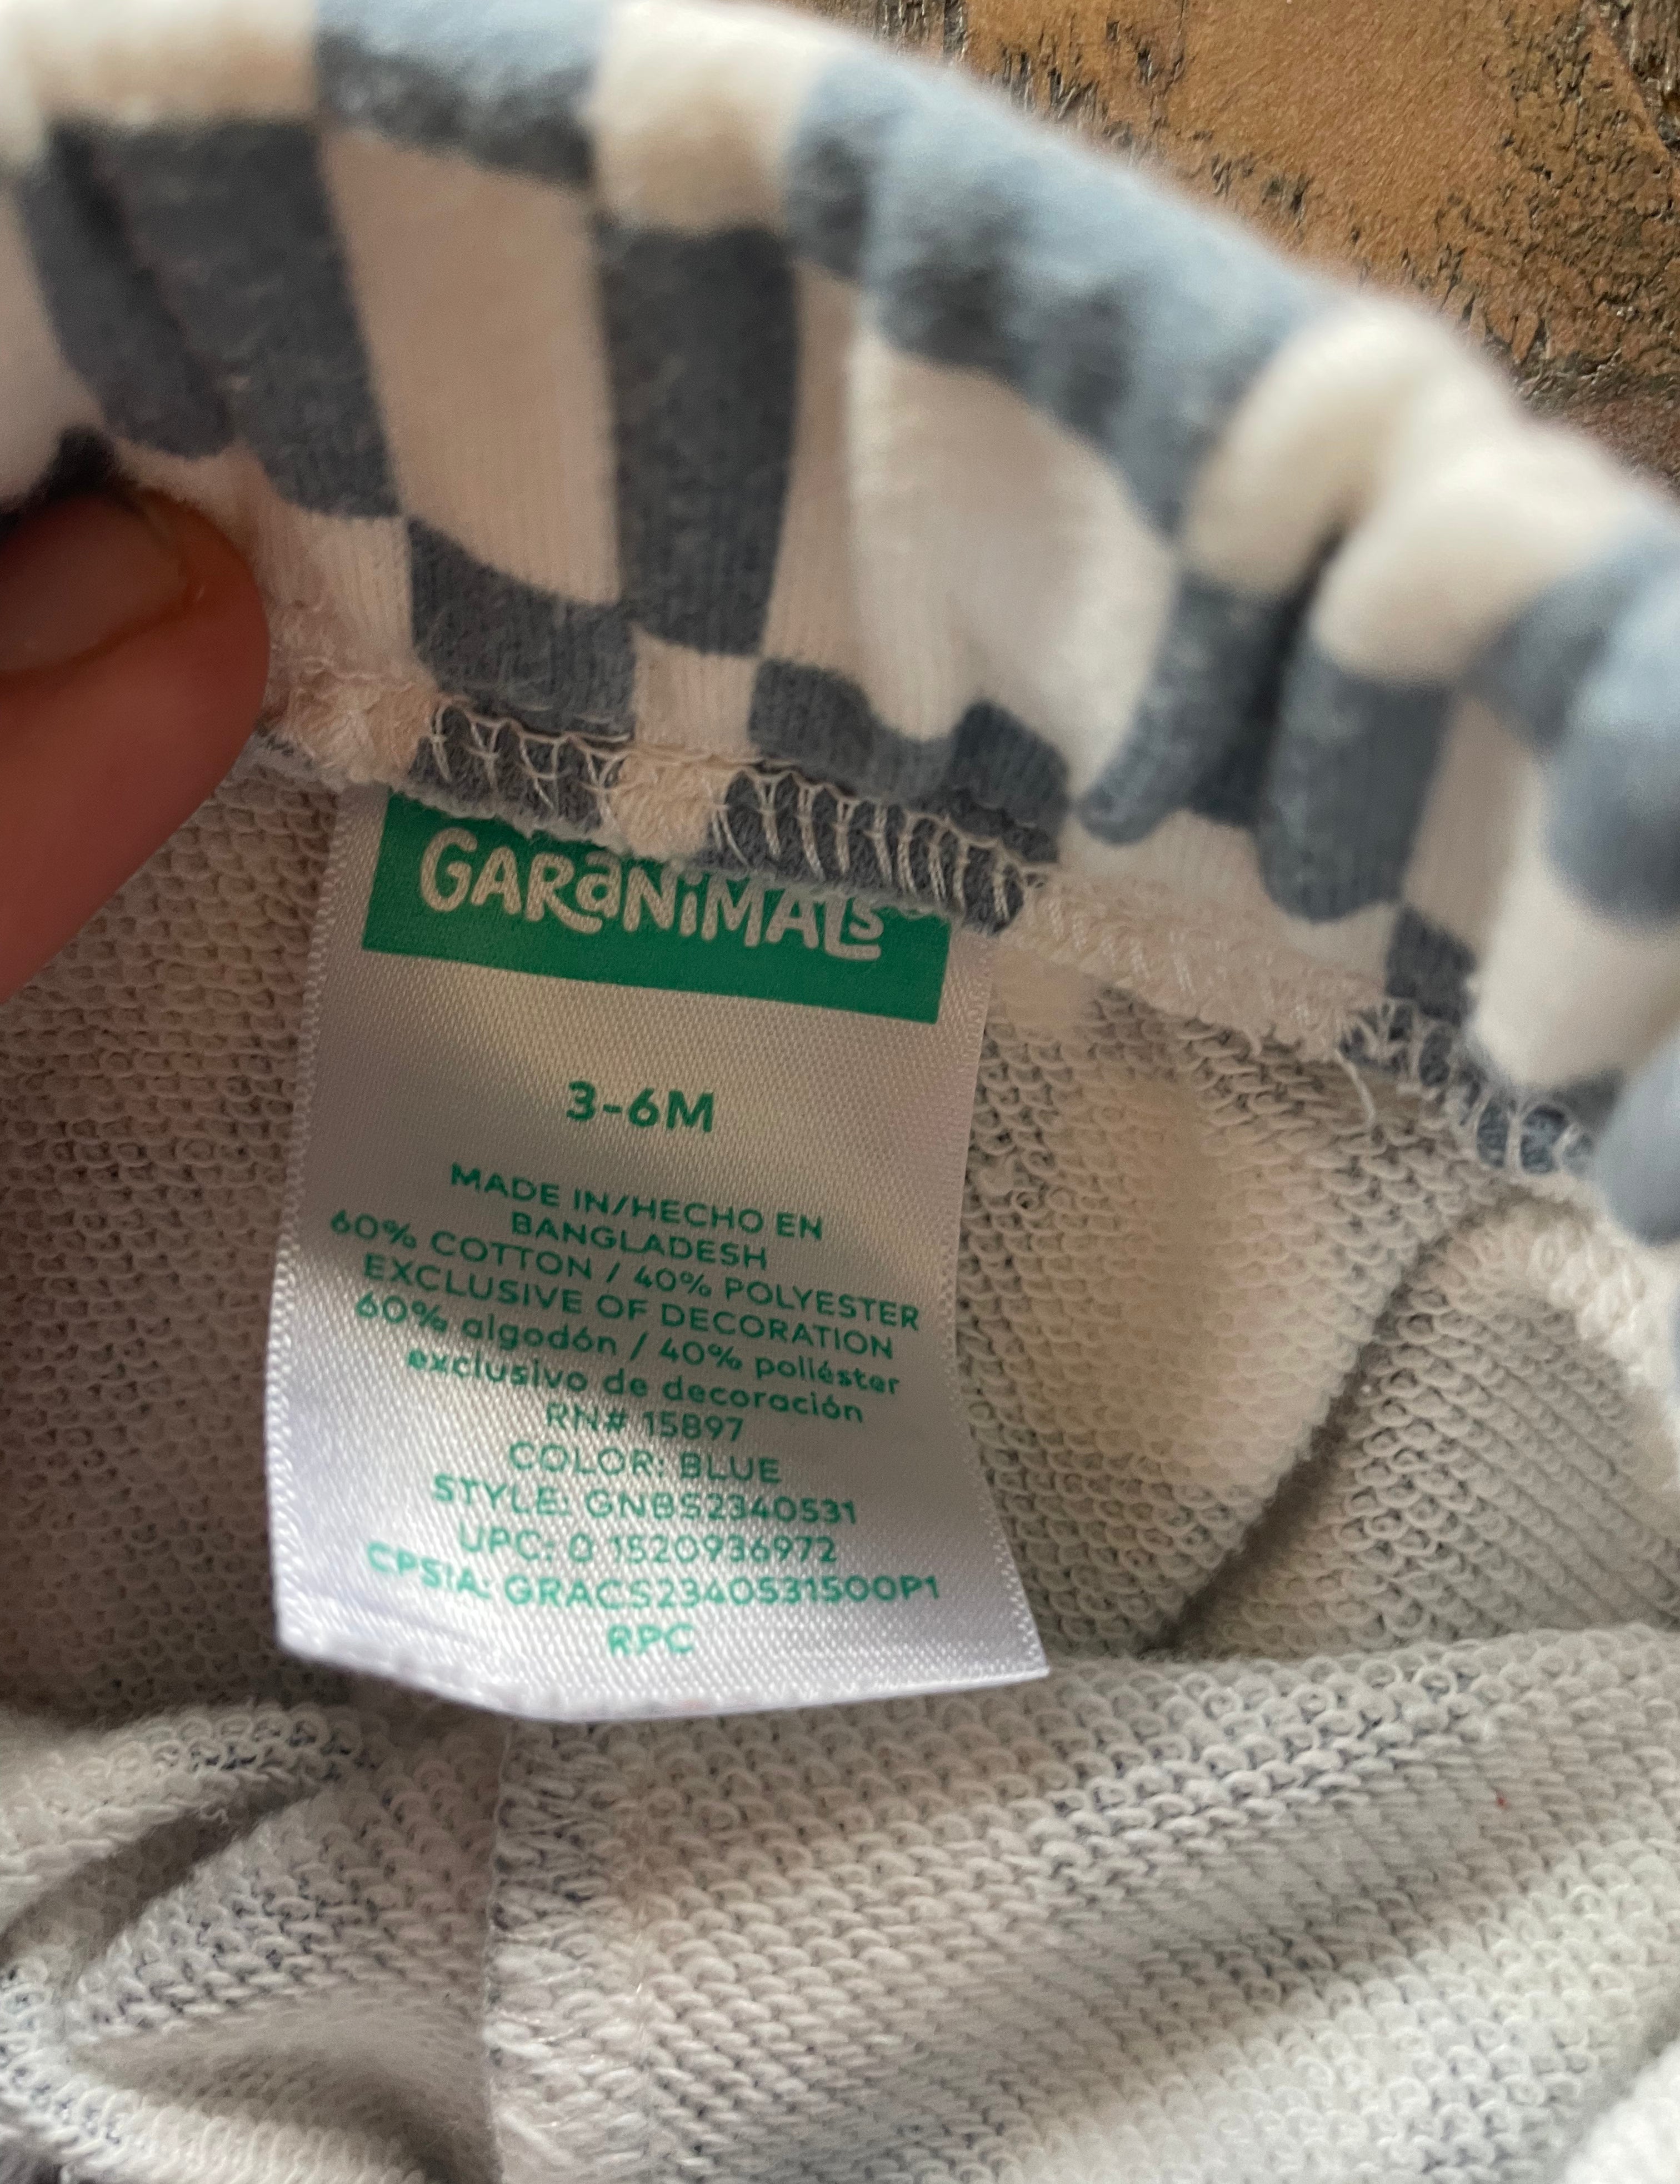 GARANIMALS
3-6M
MADE IN/HECHO EN
BANGLADESH
60% COTTON / 40% POLYESTER
EXCLUSIVE OF DECORATION
60% algodón / 40% poliéster
exclusivo de decoración
RN# 15897
COLOR: BLUE
STYLE: GNBS2340531
UPC: 0 1520936972
CPSIA: GRACS2340531500P1
RPC